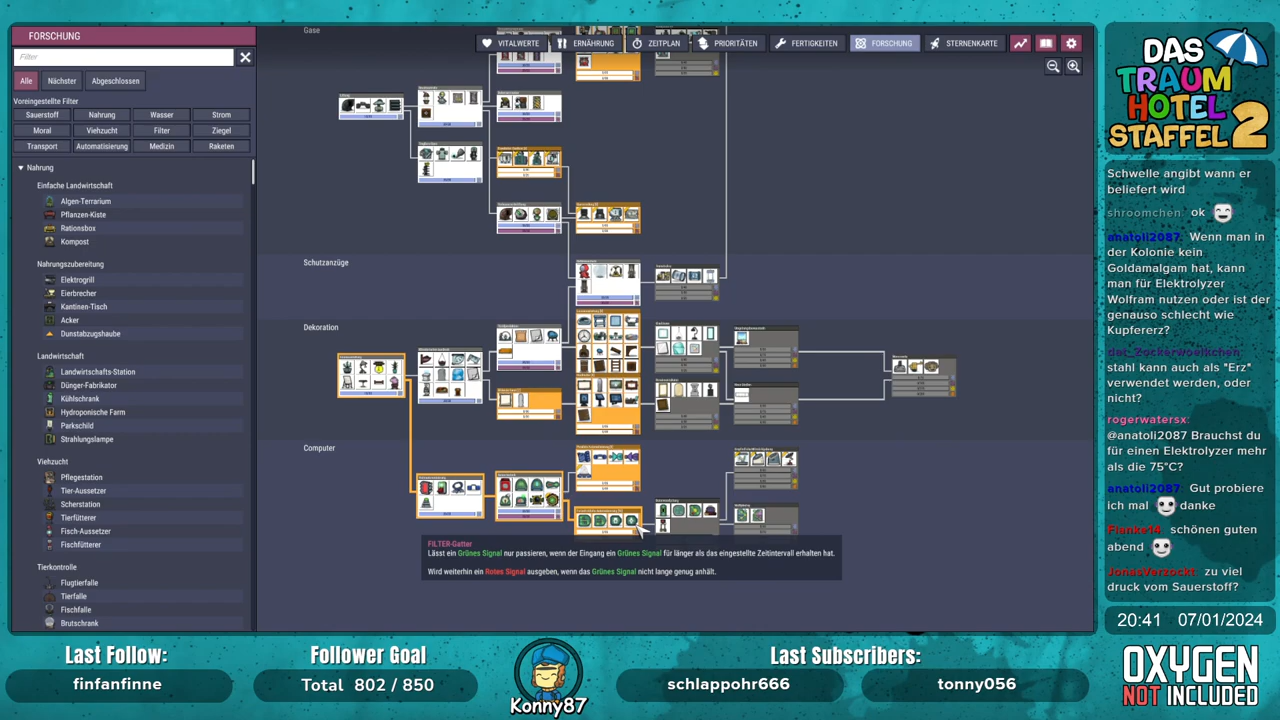 FORSCHUNG
Filter
Alle
Nächster
Abgeschlossen
Voreingestellte Filter
Sauerstoff
Nahrung
Wasser
Strom
Moral
Viehzucht
Filter
Ziegel
Transport
Automatisierung
Medizin
Raketen
Nahrung
Einfache Landwirtschaft
Algen-Terrarium
Pflanzen-Kiste
Rationsbox
Kompost
Nahrungszubereitung
Elektrogrill
Eierbrecher
Kantinen-Tisch
Acker
Dunstabzugshaube
Landwirtschaft
Landwirtschafts-Station
Dünger-Fabrikator
Kühlschrank
Hydroponische Farm
Parkschild
Strahlungslampe
Viehzucht
Pflegestation
Tier-Aussetzer
Scherstation
Tierfütterer
Fisch-Aussetzer
Fischfütterer
Tierkontrolle
Flugtierfalle
Tierfalle
Fischfalle
Brutschrank
VITALWERTE
ERNÄHRUNG
ZEITPLAN
PRIORITÄTEN
FERTIGKEITEN
FORSCHUNG
STERNENKARTE
Gase
Schutzanzüge
Dekoration
Computer
FILTER-Gatter
Lässt ein Grünes Signal nur passieren, wenn der Eingang ein Grünes Signal für länger als das eingestellte Zeitintervall erhalten hat.
Wird weiterhin ein Rotes Signal ausgeben, wenn das Grünes Signal nicht lange genug anhält.
DAS
TRAUM
HOTEL
STAFFEL 2
Schwelle angibt wann er
beliefert wird
shroomchen: ok
anatoli2087: Wenn man in
der Kolonie kein
Goldamalgam hat, kann
man für Elektrolyzer
Wolfram nutzen oder ist der
genauso schlecht wie
Kupfererz?
dat_Zockerwoelkchen:
stahl kann auch als "Erz"
verwendet werden, oder
nicht?
rogerwatersx:
@anatoli2087 Brauchst du
für einen Elektrolyzer mehr
als die 75°C?
anatoli2087: Gut probiere
ich mal danke
Fianke14: schönen guten
abend
JonasVerzockt: zu viel
druck vom Sauerstoff?
20:41 07/01/2024
Last Follow:
finfanfinne
Follower Goal
Total 802 / 850
Konny87
Last Subscribers:
schlappohr666
tonny056
OXYGEN
NOT INCLUDED